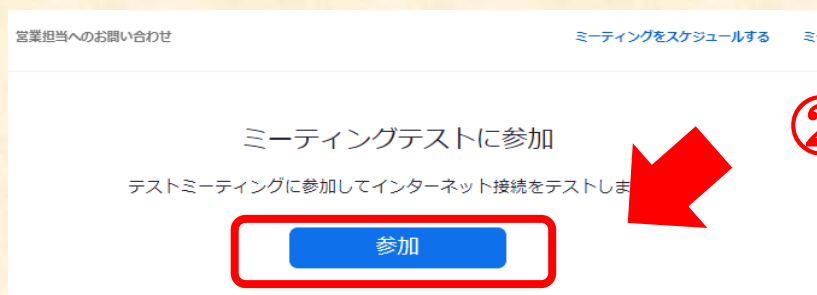 営業担当へのお問い合わせ
ミーティングをスケジュールする ミ
②
ミーティングテストに参加
テストミーティングに参加してインターネット接続をテストしま
参加